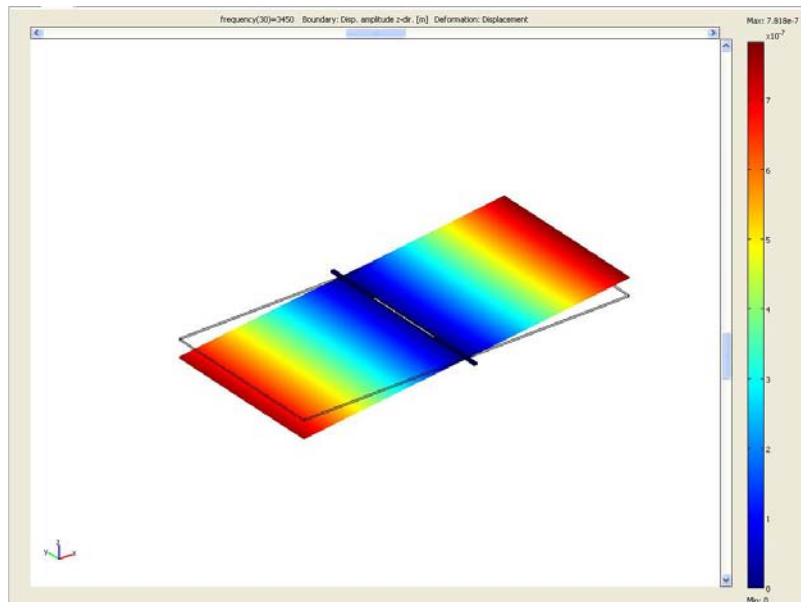 frequency(30)=3450 Boundary: Disp. amplitude z-dir. [m] Deformation: Displacement
Max: 7.818e-7
×10⁻⁷
7
6
5
4
3
2
1
0
Min: 0
z
y
x